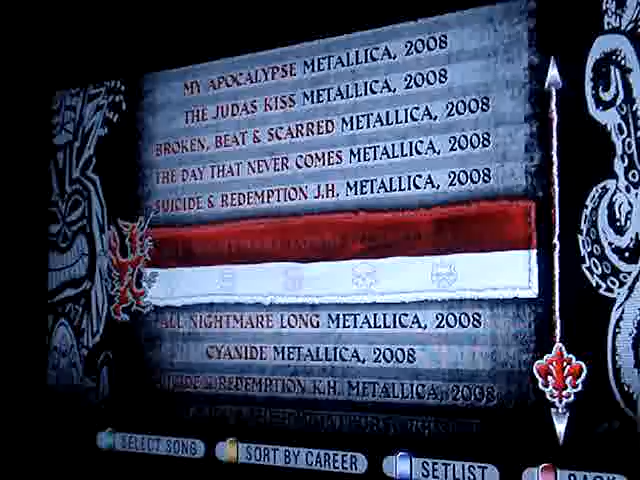 MY APOCALYPSE METALLICA, 2008
THE JUDAS KISS METALLICA, 2008
BROKEN, BEAT & SCARRED METALLICA, 2008
THE DAY THAT NEVER COMES METALLICA, 2008
SUICIDE & REDEMPTION J.H. METALLICA, 2008
ALL NIGHTMARE LONG METALLICA, 2008
CYANIDE METALLICA, 2008
SUICIDE & REDEMPTION K.H. METALLICA, 2008
SELECT SONG SORT BY CAREER SETLIST BACK